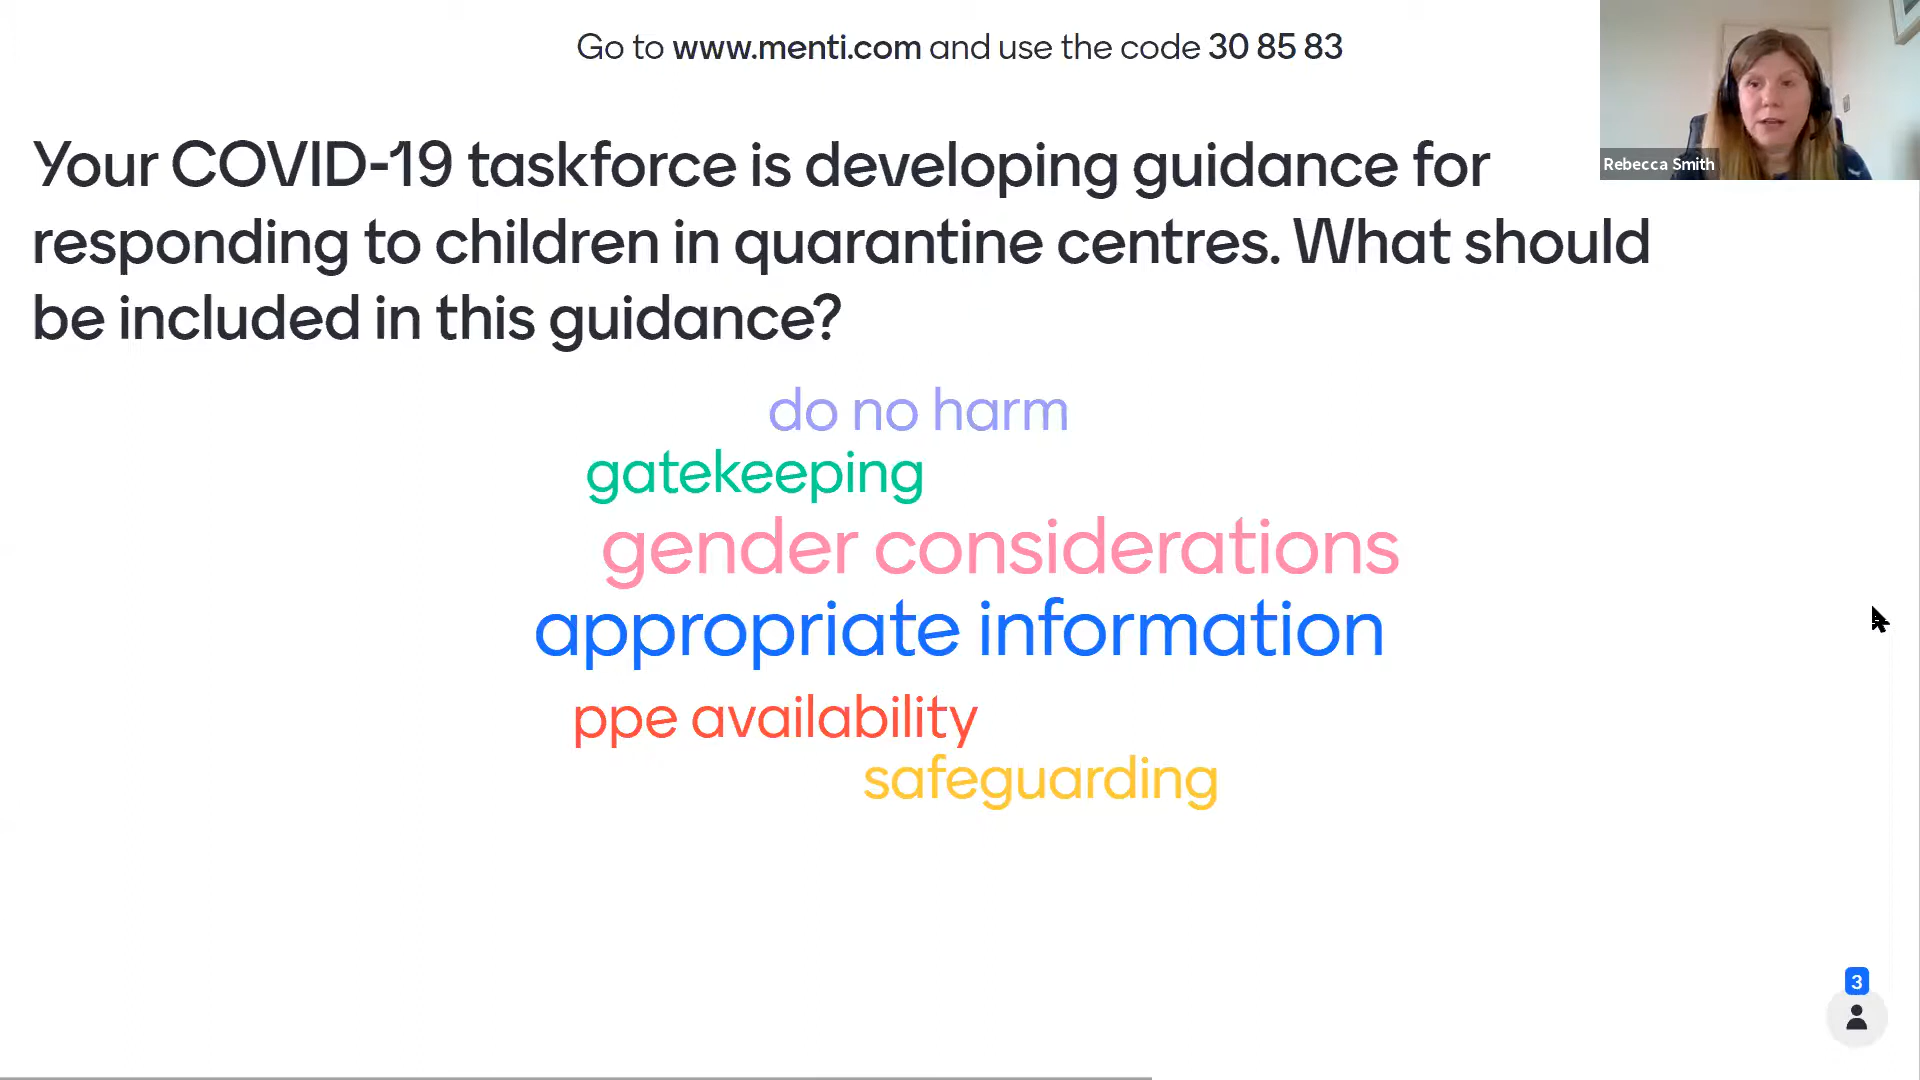 Go to www.menti.com and use the code 30 85 83
Rebecca Smith
Your COVID-19 taskforce is developing guidance for
responding to children in quarantine centres. What should
be included in this guidance?
do no harm
gatekeeping
gender considerations
appropriate information
ppe availability
safeguarding
3